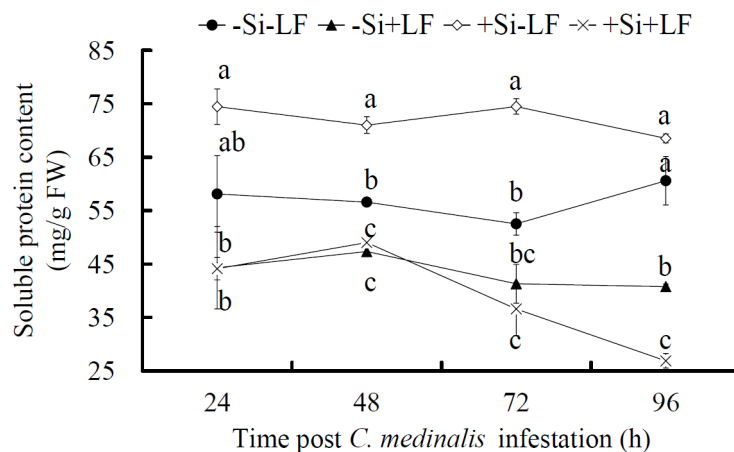 -Si-LF -Si+LF +Si-LF +Si+LF
Soluble protein content
(mg/g FW)
85
75
65
55
45
35
25
a
a
a
a
ab
b
b
a
b
c
bc
b
b
c
c
c
24 48 72 96
Time post C. medinalis infestation (h)